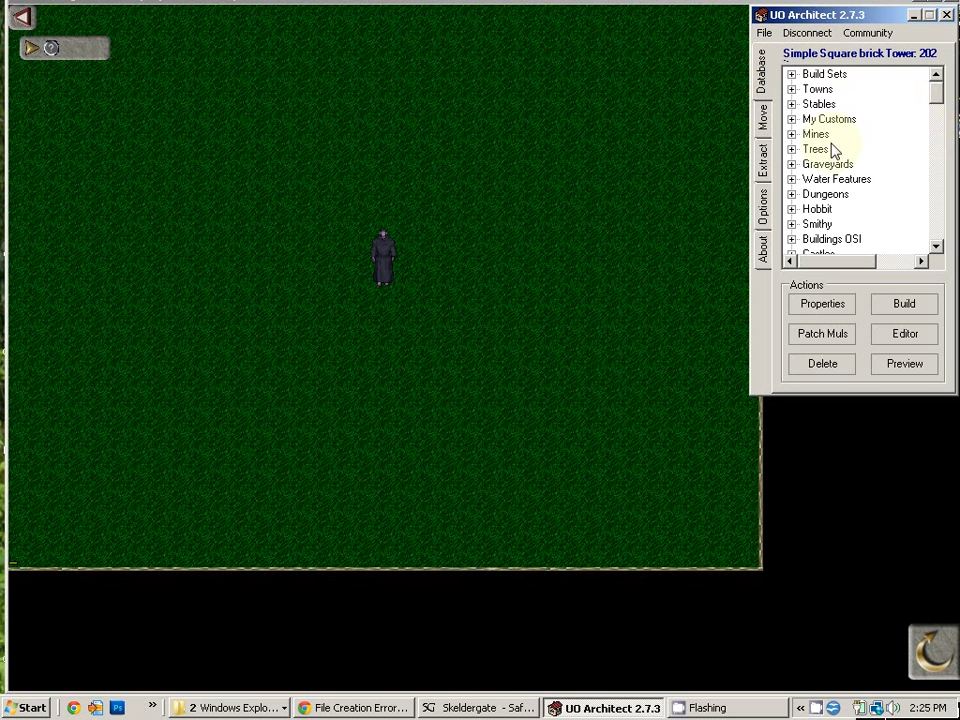 UO Architect 2.7.3
File Disconnect Community
Simple Square brick Tower: 202
Database
Move
Extract
Options
About
Build Sets
Towns
Stables
My Customs
Mines
Trees
Graveyards
Water Features
Dungeons
Hobbit
Smithy
Buildings OSI
Castles
Actions
Properties Build
Patch Muls Editor
Delete Preview
Start 2 Windows Explo... File Creation Error... Skeldergate - Saf... UO Architect 2.7.3 Flashing 2:25 PM